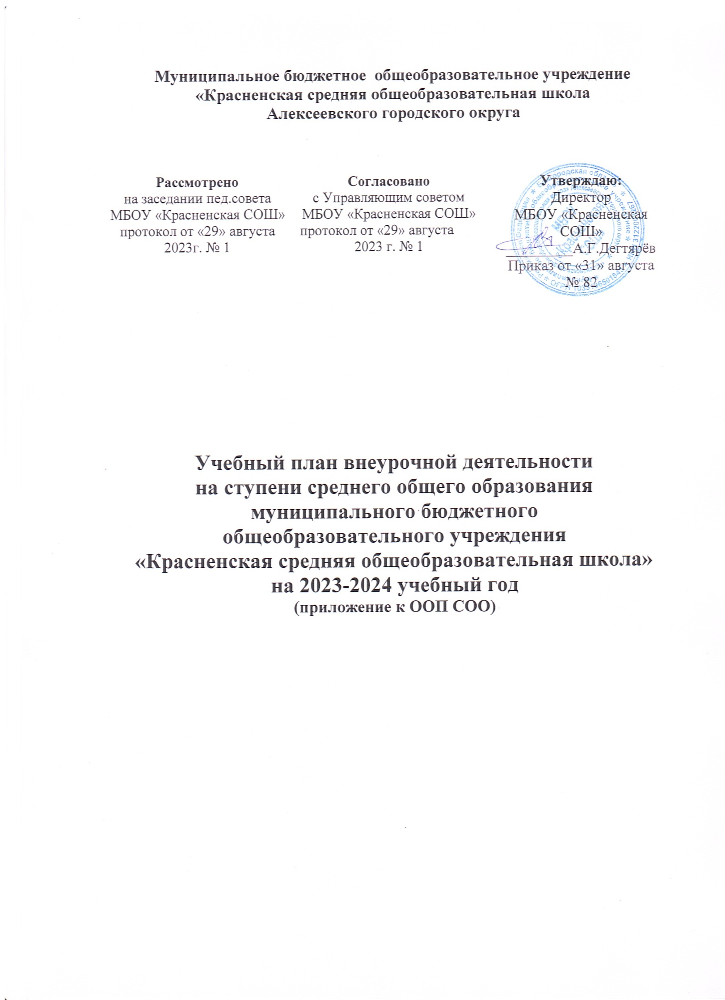 Муниципальное бюджетное общеобразовательное учреждение
«Красненская средняя общеобразовательная школа
Алексеевского городского округа
Рассмотрено
на заседании пед.совета
МБОУ «Красненская СОШ»
протокол от «29» августа
2023г. № 1
Согласовано
с Управляющим советом
МБОУ «Красненская СОШ»
протокол от «29» августа
2023 г. № 1
Утверждаю:
Директор
МБОУ «Красненская
СОШ»
__________А.Г.Дегтярёв
Приказ от «31» августа
№ 82
МБОУ
«Красненская
СОШ»
Учебный план внеурочной деятельности
на ступени среднего общего образования
муниципального бюджетного
общеобразовательного учреждения
«Красненская средняя общеобразовательная школа»
на 2023-2024 учебный год
(приложение к ООП СОО)